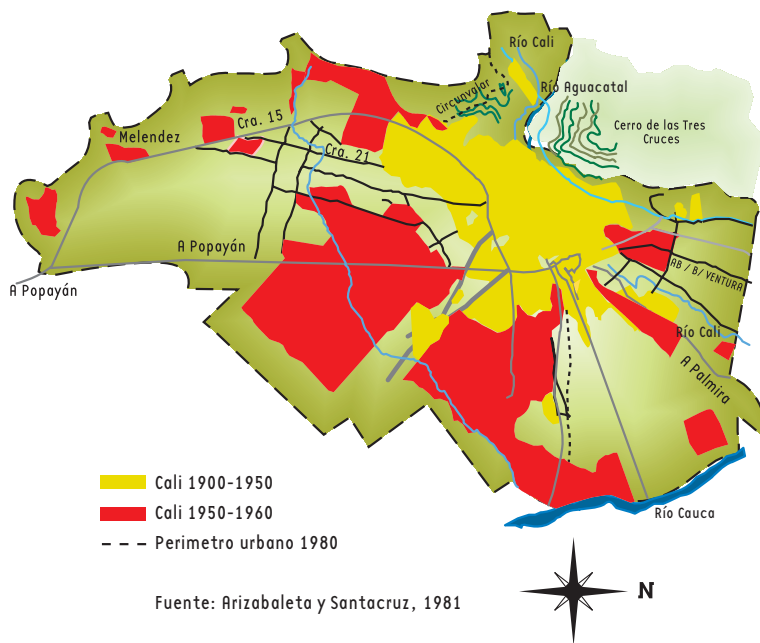 Río Cali
Río Aguacatal
Circunvalar
Cra. 15
Cerro de las Tres
Cruces
Melendez
Cra. 21
A Popayán
AB / B/ VENTURA
A Popayán
Río Cali
A Palmira
Cali 1900-1950
Cali 1950-1960
Río Cauca
Perimetro urbano 1980
N
Fuente: Arizabaleta y Santacruz, 1981